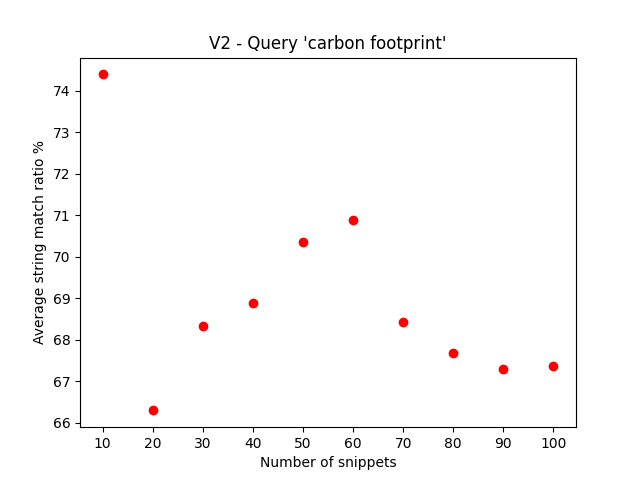 V2 - Query 'carbon footprint'
Average string match ratio %
74
73
72
71
70
69
68
67
66
10 20 30 40 50 60 70 80 90 100
Number of snippets